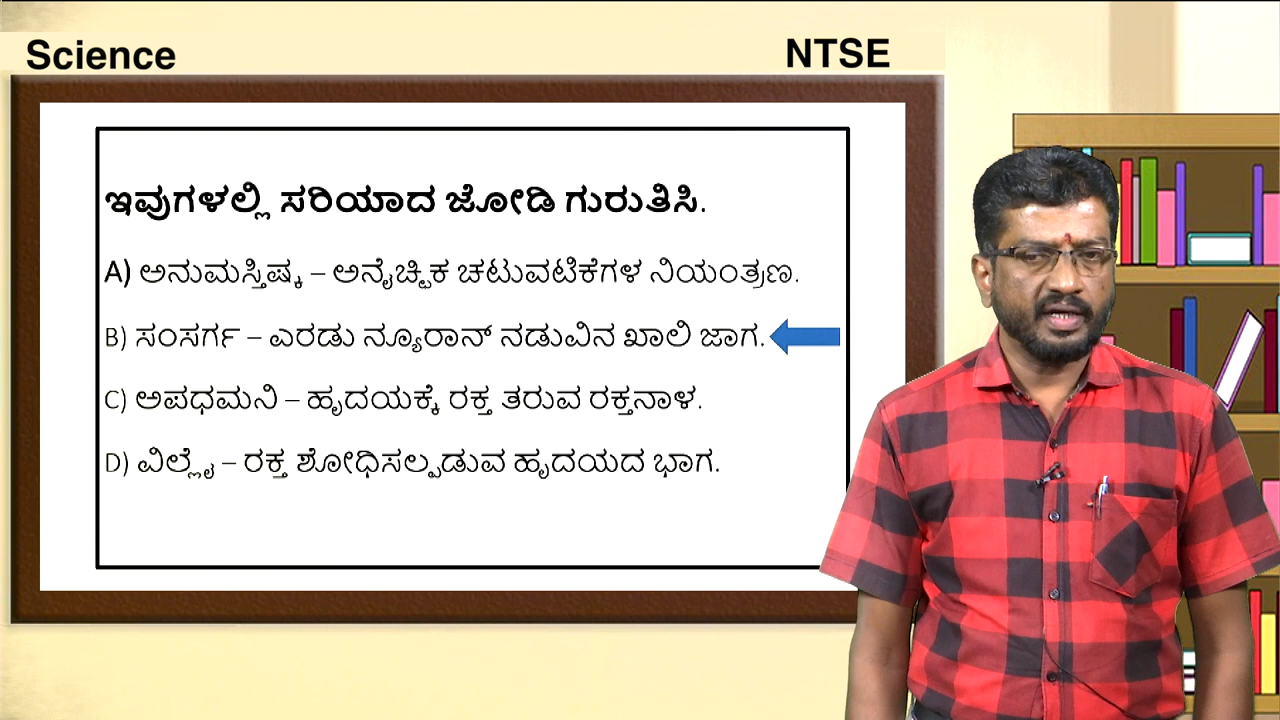 Science
NTSE
ಇವುಗಳಲ್ಲಿ ಸರಿಯಾದ ಜೋಡಿ ಗುರುತಿಸಿ.
A) ಅನುಮಸ್ತಿಷ್ಕ – ಅನೈಚ್ಛಿಕ ಚಟುವಟಿಕೆಗಳ ನಿಯಂತ್ರಣ.
B) ಸಂಸರ್ಗ – ಎರಡು ನ್ಯೂರಾನ್ ನಡುವಿನ ಖಾಲಿ ಜಾಗ.
C) ಅಪಧಮನಿ – ಹೃದಯಕ್ಕೆ ರಕ್ತ ತರುವ ರಕ್ತನಾಳ.
D) ವಿಲ್ಲೈ – ರಕ್ತ ಶೋಧಿಸಲ್ಪಡುವ ಹೃದಯದ ಭಾಗ.